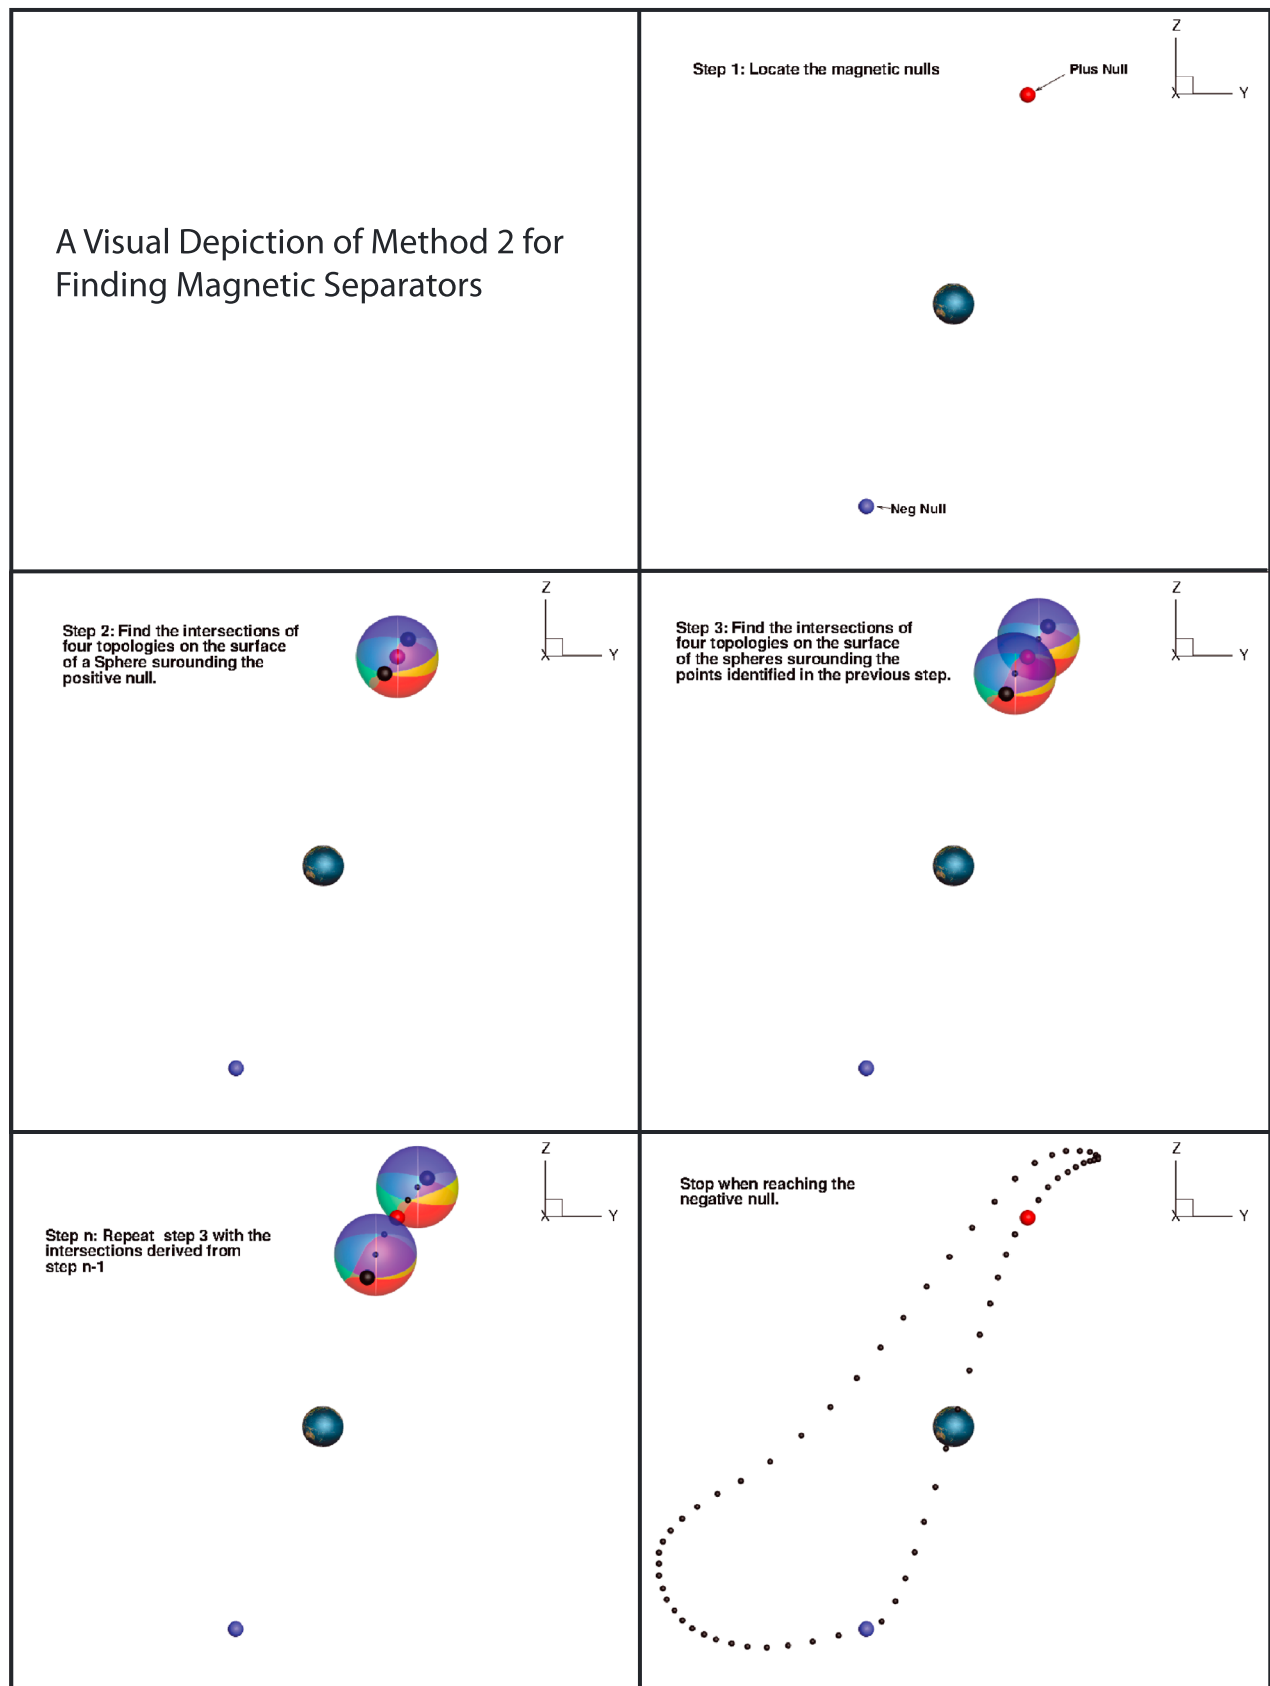 A Visual Depiction of Method 2 for
Finding Magnetic Separators
Step 1: Locate the magnetic nulls
Plus Null
Z
X
Y
Neg Null
Step 2: Find the intersections of
four topologies on the surface
of a Sphere surounding the
positive null.
Z
X
Y
Step 3: Find the intersections of
four topologies on the surface
of the spheres surounding the
points identified in the previous step.
Z
X
Y
Step n: Repeat step 3 with the
intersections derived from
step n-1
Z
X
Y
Stop when reaching the
negative null.
Z
X
Y